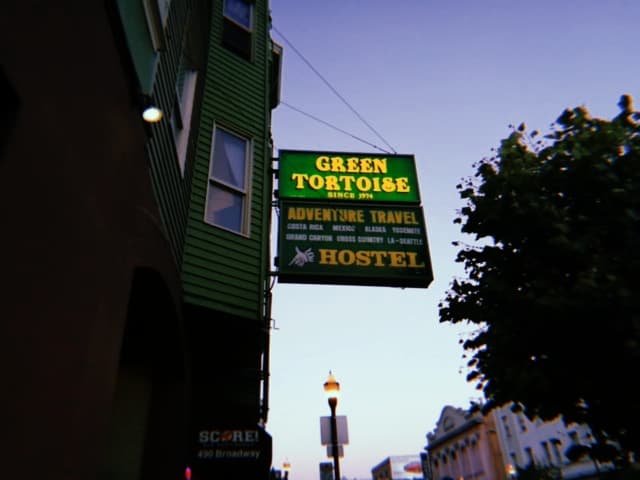 GREEN
TORTOISE
SINCE 1974
ADVENTURE TRAVEL
COSTA RICA MEXICO ALASKA YOSEMITE
GRAND CANYON CROSS COUNTRY LA-SEATTLE
HOSTEL
SCORE!
490 Broadway